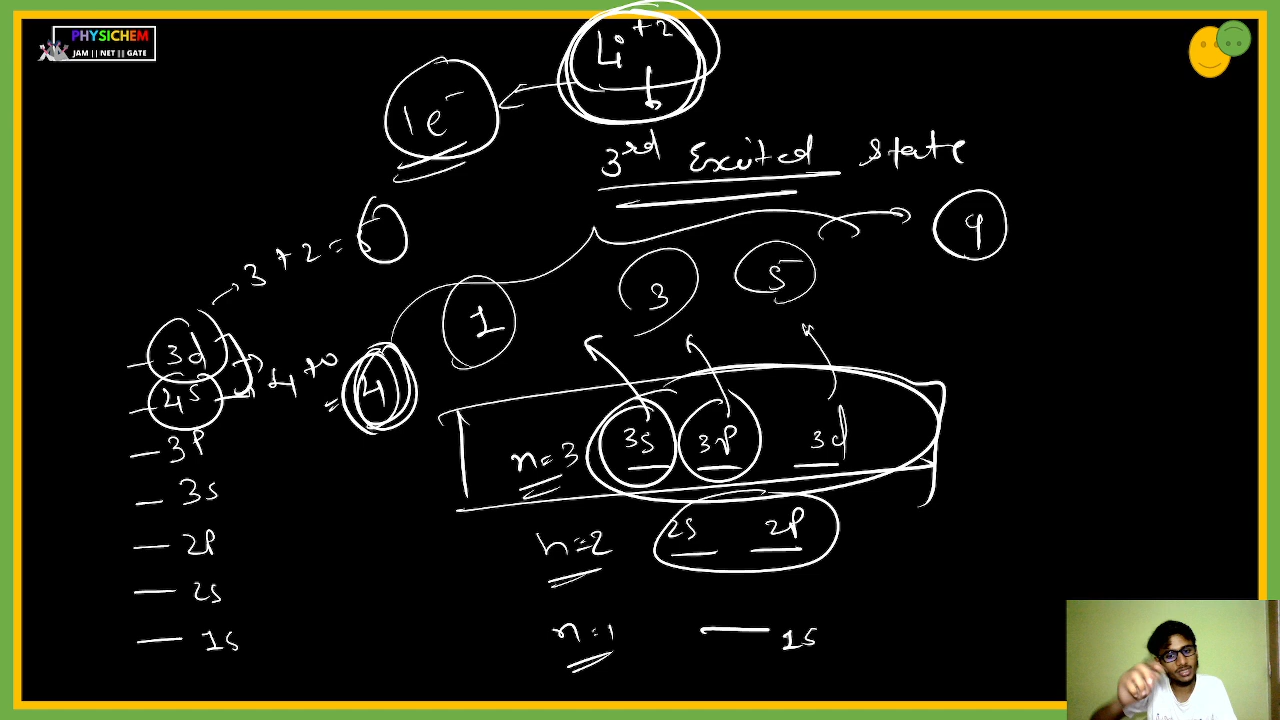 PHYSICHEM
JAM || NET || GATE
Li+2
1e-
3rd Excited State
3+2=5
9
1
3
5
3d
4s
4+0
4
3p
3s
2p
2s
1s
n=3 3s 3p 3d
n=2 2s 2p
n=1 1s